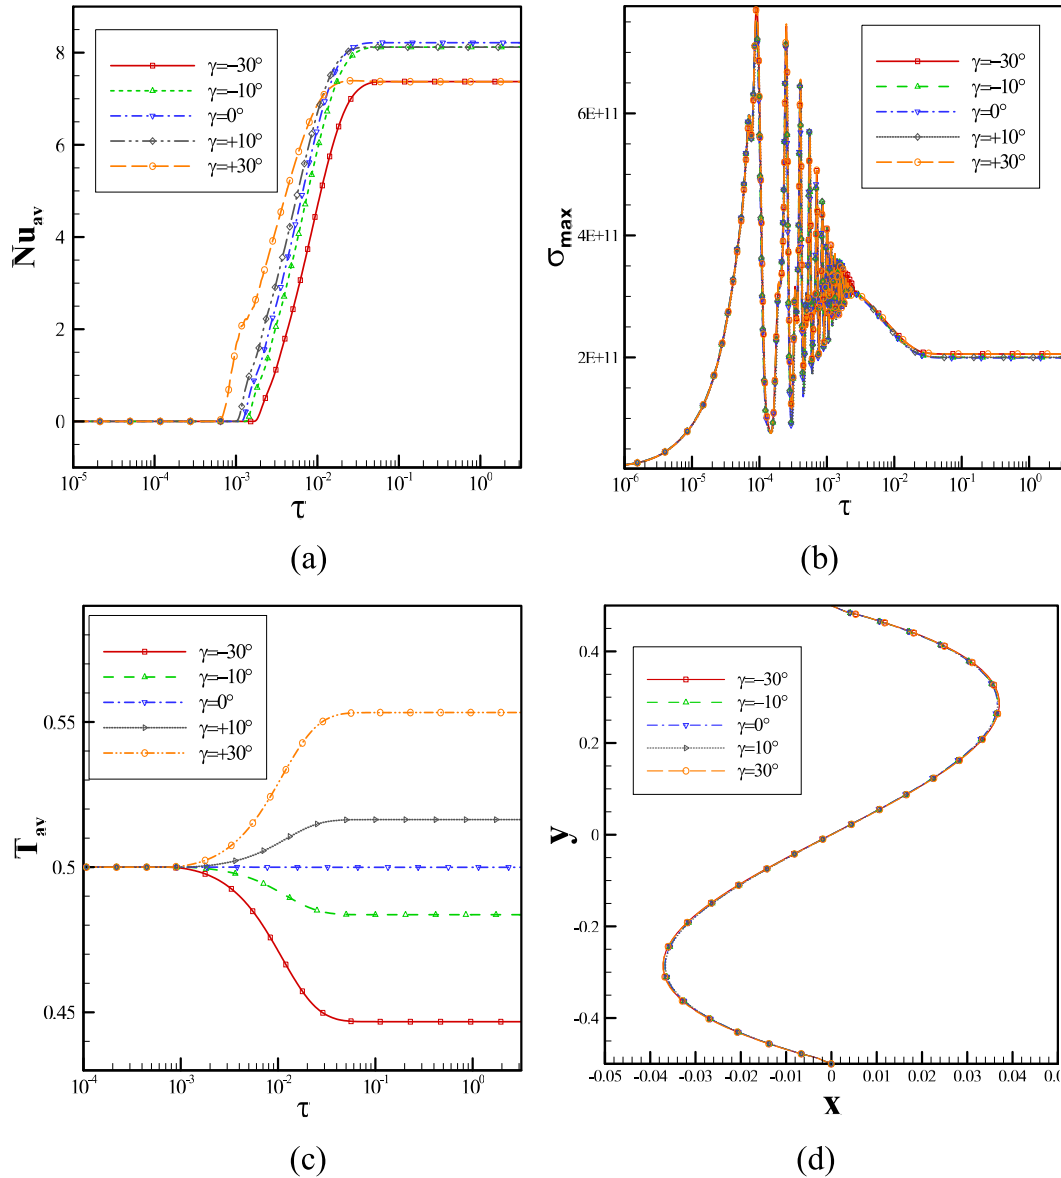 8
6
4
2
0
Nu_av
γ=−30°
γ=−10°
γ=0°
γ=+10°
γ=+30°
10^-5 10^-4 10^-3 10^-2 10^-1 10^0
τ
(a)
6E+11
4E+11
2E+11
σ_max
γ=−30°
γ=−10°
γ=0°
γ=+10°
γ=+30°
10^-6 10^-5 10^-4 10^-3 10^-2 10^-1 10^0
τ
(b)
0.55
0.5
0.45
T_av
γ=−30°
γ=−10°
γ=0°
γ=+10°
γ=+30°
10^-4 10^-3 10^-2 10^-1 10^0
τ
(c)
0.4
0.2
0
-0.2
-0.4
y
γ=−30°
γ=−10°
γ=0°
γ=10°
γ=30°
-0.05 -0.04 -0.03 -0.02 -0.01 0 0.01 0.02 0.03 0.04
x
(d)